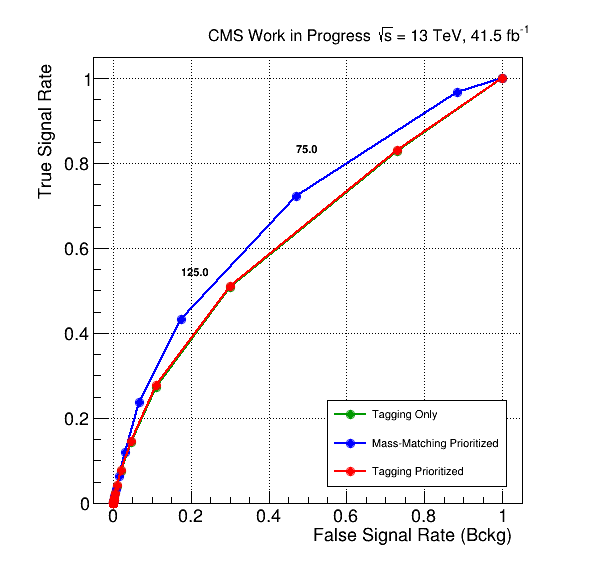 CMS Work in Progress √s = 13 TeV, 41.5 fb⁻¹
True Signal Rate
1
0.8
0.6
0.4
0.2
0
75.0
125.0
Tagging Only
Mass-Matching Prioritized
Tagging Prioritized
0 0.2 0.4 0.6 0.8 1
False Signal Rate (Bckg)